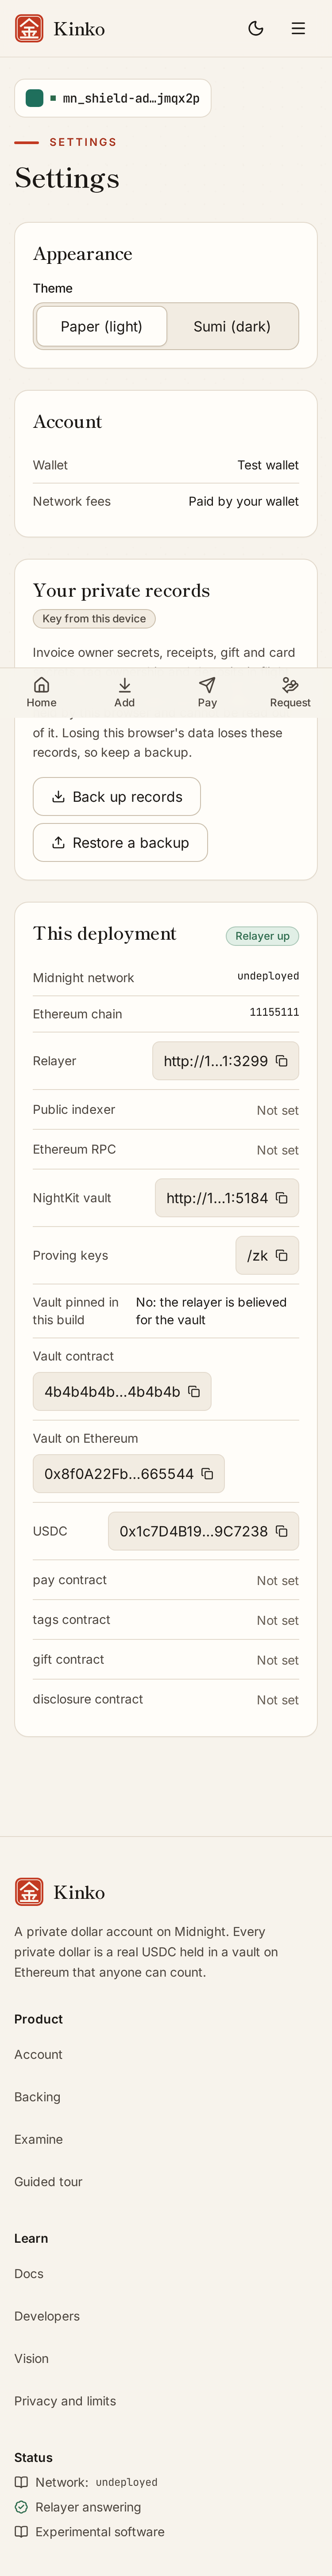 金 Kinko
mn_shield-ad…jmqx2p
SETTINGS
Settings
Appearance
Theme
Paper (light) Sumi (dark)
Account
Wallet Test wallet
Network fees Paid by your wallet
Your private records
Key from this device
Invoice owner secrets, receipts, gift and card
Home Add Pay Request
of it. Losing this browser's data loses these
records, so keep a backup.
Back up records
Restore a backup
This deployment Relayer up
Midnight network undeployed
Ethereum chain 11155111
Relayer http://1…1:3299
Public indexer Not set
Ethereum RPC Not set
NightKit vault http://1…1:5184
Proving keys /zk
Vault pinned in No: the relayer is believed
this build for the vault
Vault contract
4b4b4b4b…4b4b4b
Vault on Ethereum
0x8f0A22Fb…665544
USDC 0x1c7D4B19…9C7238
pay contract Not set
tags contract Not set
gift contract Not set
disclosure contract Not set
金 Kinko
A private dollar account on Midnight. Every
private dollar is a real USDC held in a vault on
Ethereum that anyone can count.
Product
Account
Backing
Examine
Guided tour
Learn
Docs
Developers
Vision
Privacy and limits
Status
Network: undeployed
Relayer answering
Experimental software